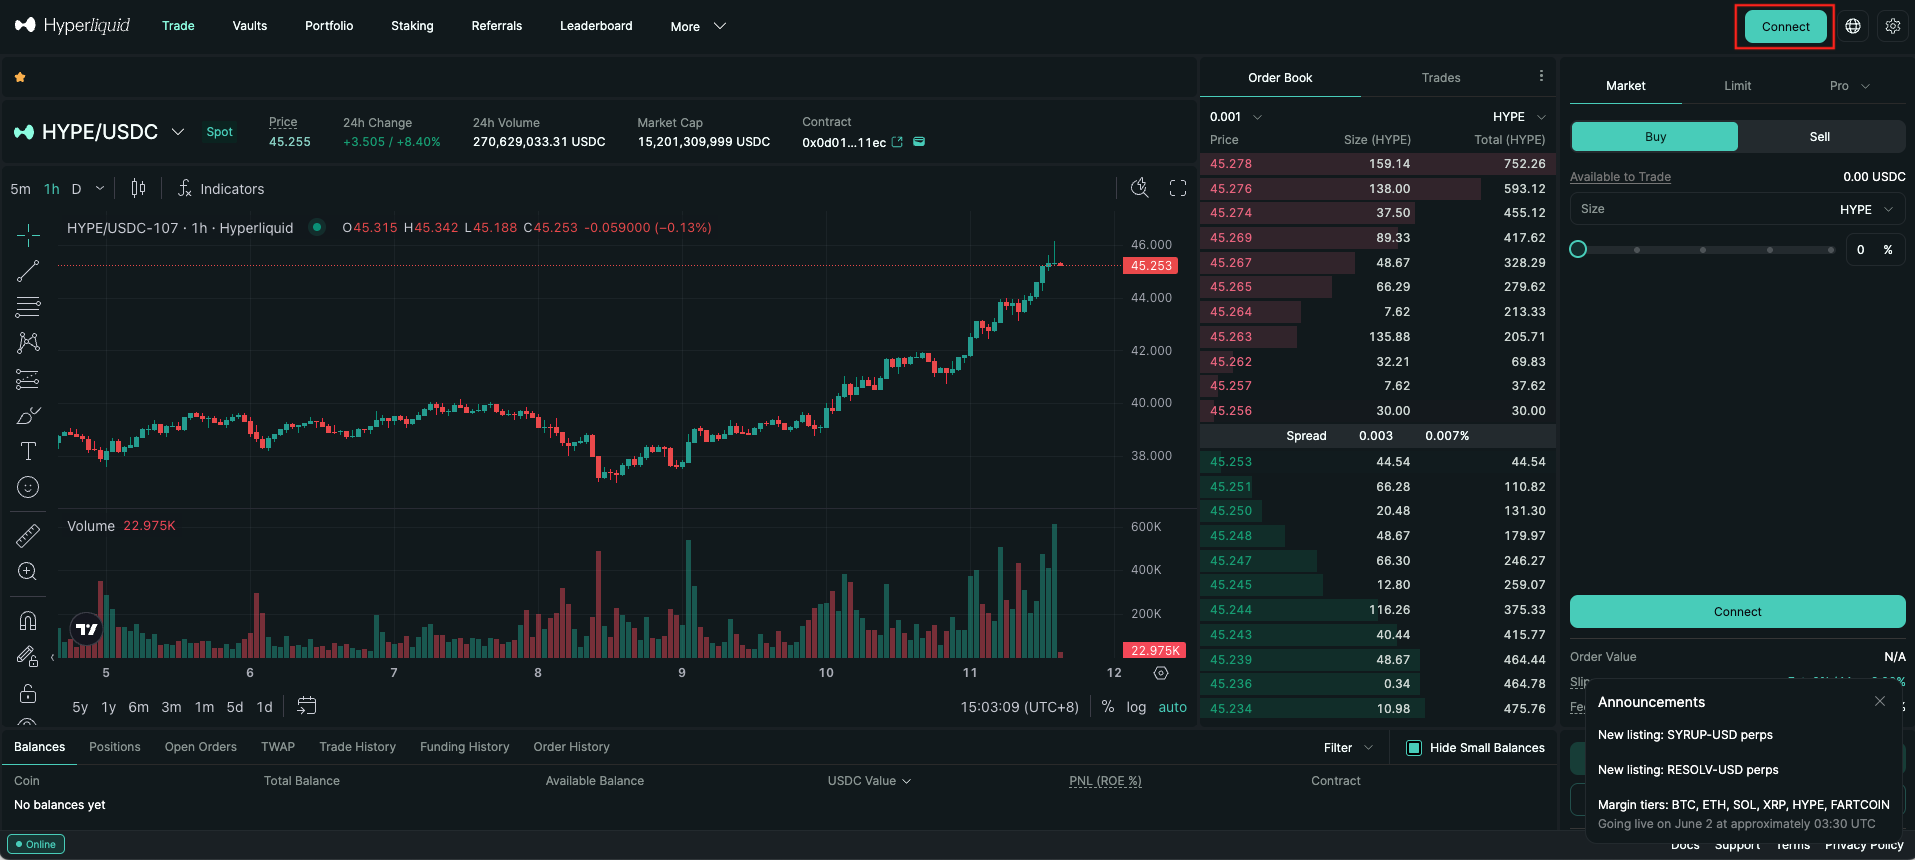 Hyperliquid Trade Vaults Portfolio Staking Referrals Leaderboard More Connect
HYPE/USDC Spot
Price 24h Change 24h Volume Market Cap Contract
45.255 +3.505 / +8.40% 270,629,033.31 USDC 15,201,309,999 USDC 0x0d01...11ec
5m 1h D Indicators
HYPE/USDC-107 · 1h · Hyperliquid O45.315 H45.342 L45.188 C45.253 -0.059000 (−0.13%)
46.000
45.253
44.000
42.000
40.000
38.000
Volume 22.975K
600K
400K
200K
22.975K
5 6 7 8 9 10 11 12
5y 1y 6m 3m 1m 5d 1d 15:03:09 (UTC+8) % log auto
Order Book Trades
0.001 HYPE
Price Size (HYPE) Total (HYPE)
45.278 159.14 752.26
45.276 138.00 593.12
45.274 37.50 455.12
45.269 89.33 417.62
45.267 48.67 328.29
45.265 66.29 279.62
45.264 7.62 213.33
45.263 135.88 205.71
45.262 32.21 69.83
45.257 7.62 37.62
45.256 30.00 30.00
Spread 0.003 0.007%
45.253 44.54 44.54
45.251 66.28 110.82
45.250 20.48 131.30
45.248 48.67 179.97
45.247 66.30 246.27
45.245 12.80 259.07
45.244 116.26 375.33
45.243 40.44 415.77
45.239 48.67 464.44
45.236 0.34 464.78
45.234 10.98 475.76
Market Limit Pro
Buy Sell
Available to Trade 0.00 USDC
Size HYPE
0 %
Connect
Order Value N/A
Announcements
New listing: SYRUP-USD perps
New listing: RESOLV-USD perps
Margin tiers: BTC, ETH, SOL, XRP, HYPE, FARTCOIN
Going live on June 2 at approximately 03:30 UTC
Balances Positions Open Orders TWAP Trade History Funding History Order History Filter Hide Small Balances
Coin Total Balance Available Balance USDC Value PNL (ROE %) Contract
No balances yet
Online Docs Support Terms Privacy Policy